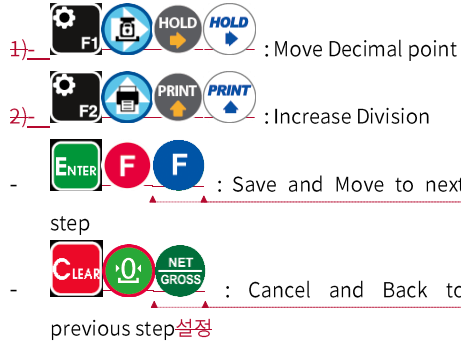 1)- F1 HOLD HOLD : Move Decimal point
2)- F2 PRINT PRINT : Increase Division
- ENTER F F : Save and Move to next
step
- CLEAR 0 NET GROSS : Cancel and Back to
previous step설정